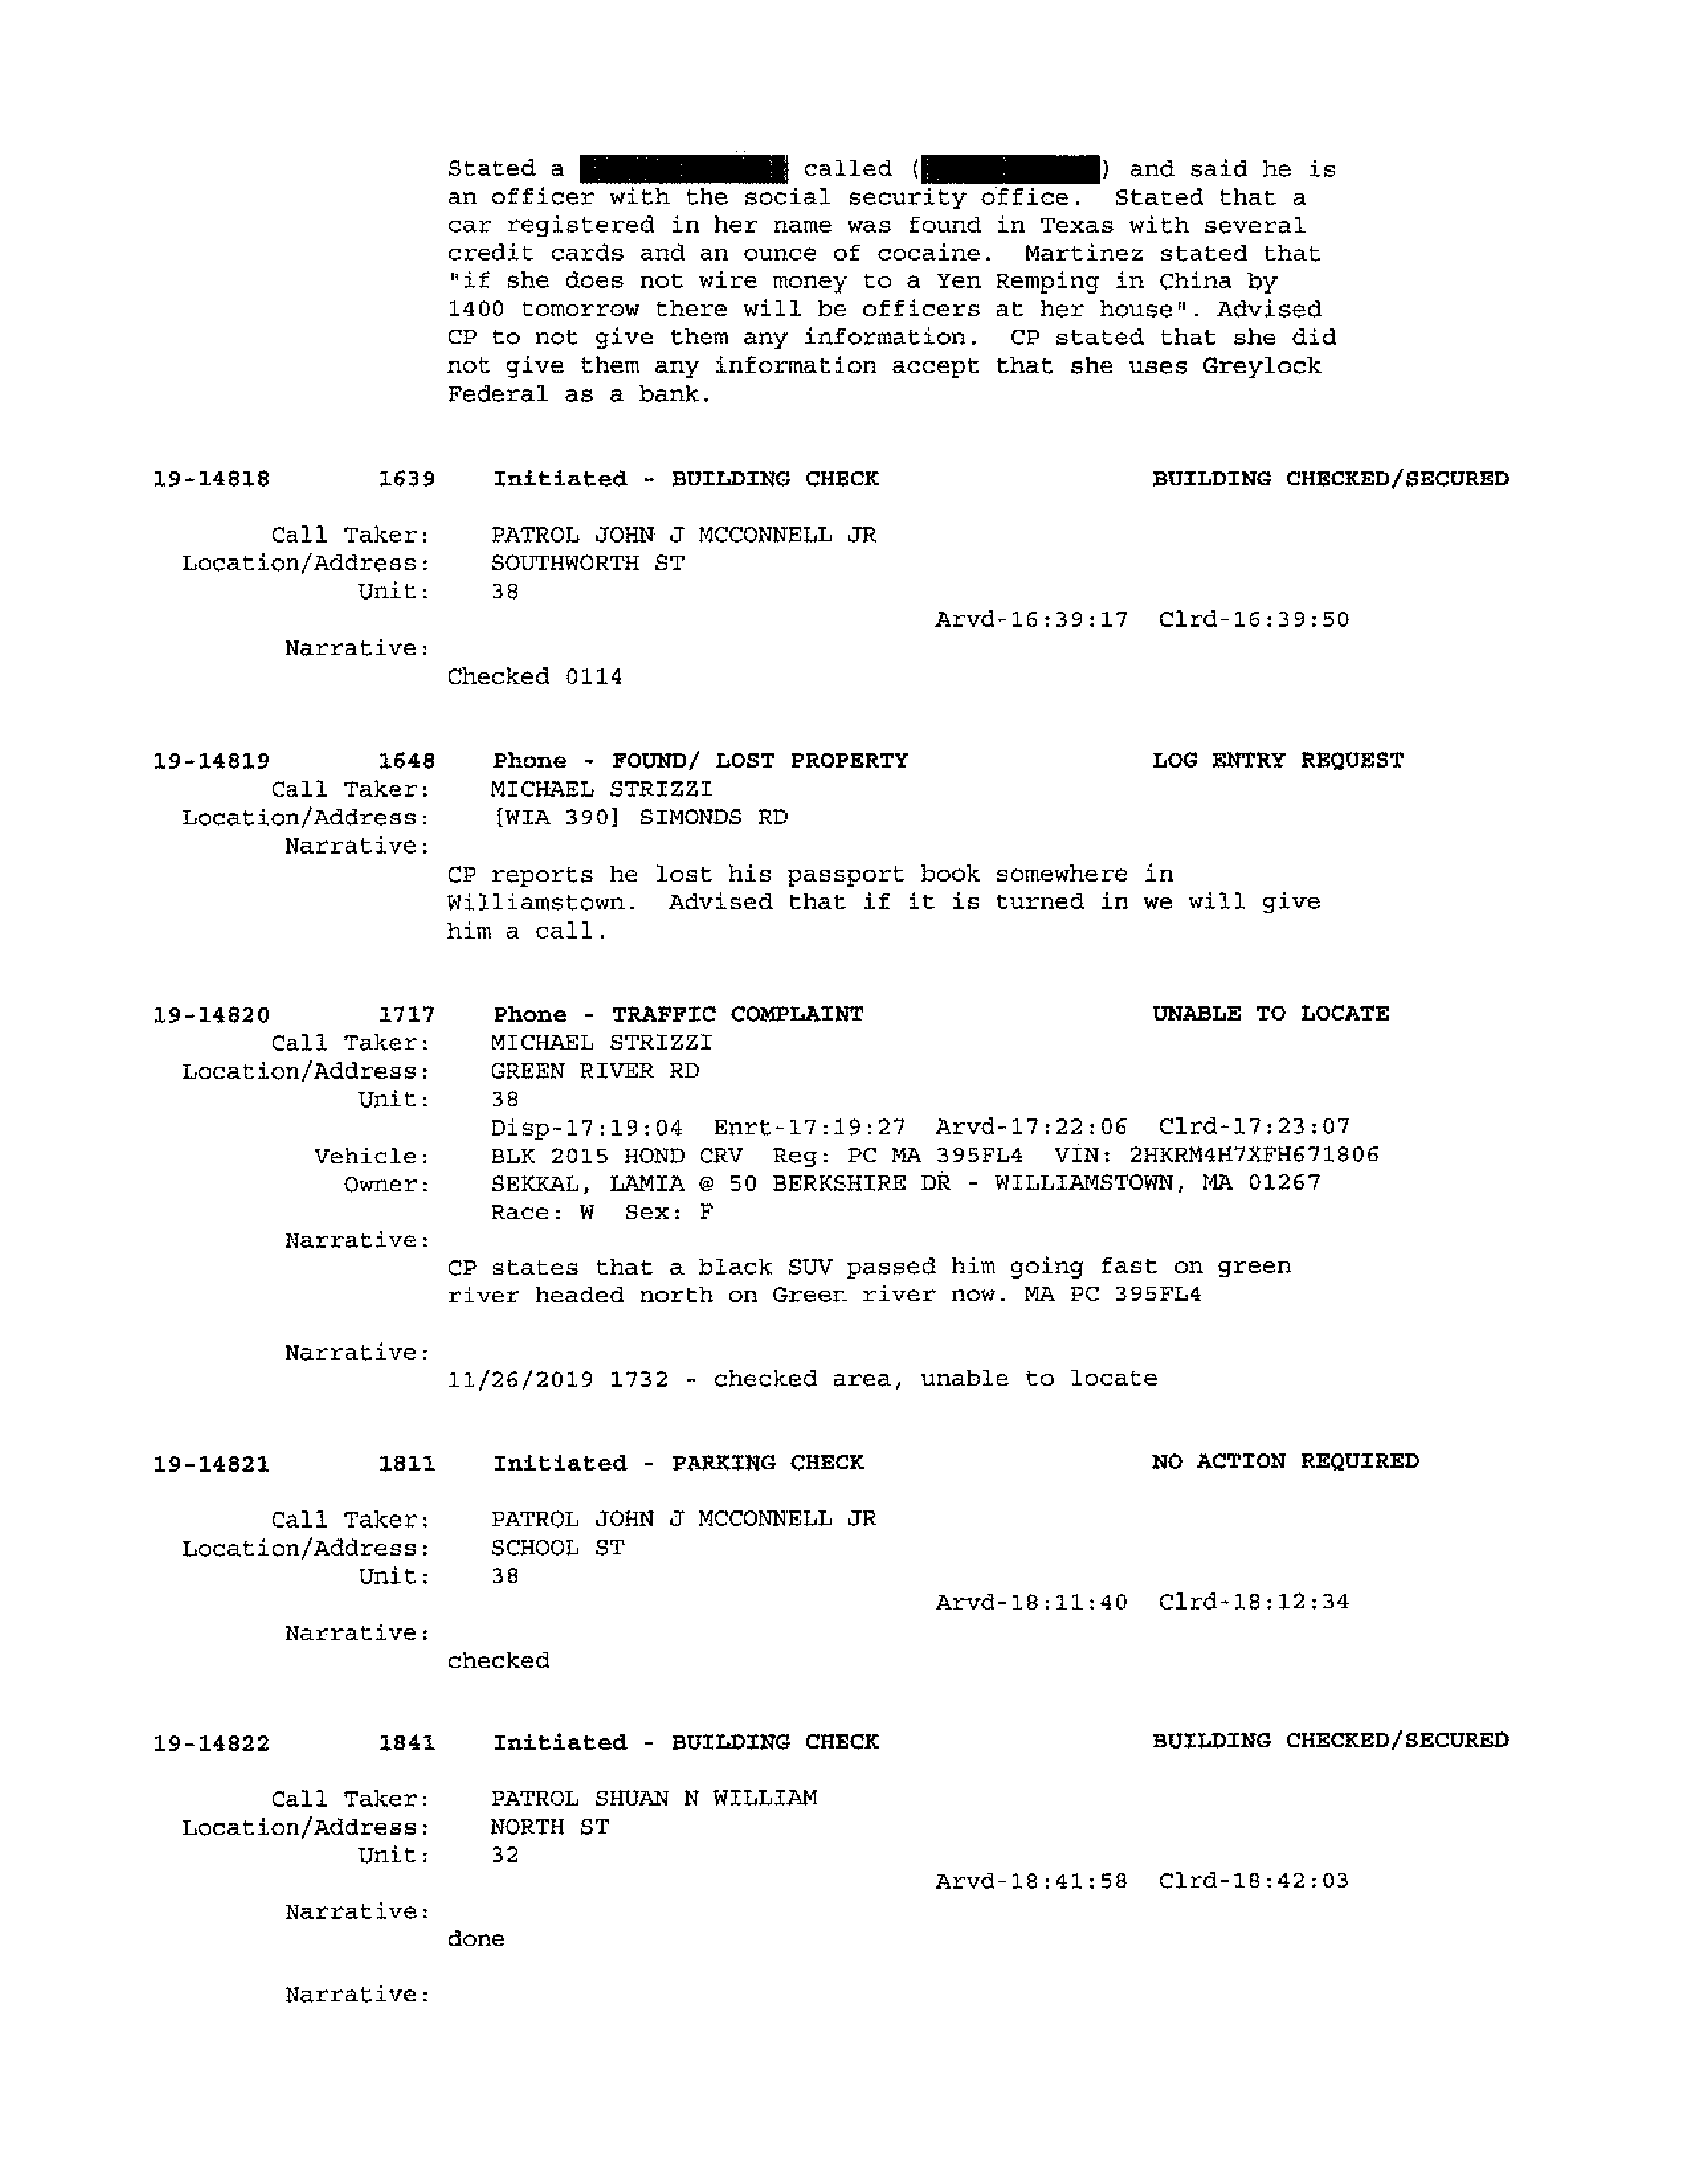 Stated a called ( ) and said he is
an officer with the social security office. Stated that a
car registered in her name was found in Texas with several
credit cards and an ounce of cocaine. Martinez stated that
"if she does not wire money to a Yen Remping in China by
1400 tomorrow there will be officers at her house". Advised
CP to not give them any information. CP stated that she did
not give them any information accept that she uses Greylock
Federal as a bank.
19-14818 1639 Initiated - BUILDING CHECK BUILDING CHECKED/SECURED
Call Taker: PATROL JOHN J MCCONNELL JR
Location/Address: SOUTHWORTH ST
Unit: 38
Arvd-16:39:17 Clrd-16:39:50
Narrative:
Checked 0114
19-14819 1648 Phone - FOUND/ LOST PROPERTY LOG ENTRY REQUEST
Call Taker: MICHAEL STRIZZI
Location/Address: [WIA 390] SIMONDS RD
Narrative:
CP reports he lost his passport book somewhere in
Williamstown. Advised that if it is turned in we will give
him a call.
19-14820 1717 Phone - TRAFFIC COMPLAINT UNABLE TO LOCATE
Call Taker: MICHAEL STRIZZI
Location/Address: GREEN RIVER RD
Unit: 38
Disp-17:19:04 Enrt-17:19:27 Arvd-17:22:06 Clrd-17:23:07
Vehicle: BLK 2015 HOND CRV Reg: PC MA 395FL4 VIN: 2HKRM4H7XFH671806
Owner: SEKKAL, LAMIA @ 50 BERKSHIRE DR - WILLIAMSTOWN, MA 01267
Race: W Sex: F
Narrative:
CP states that a black SUV passed him going fast on green
river headed north on Green river now. MA PC 395FL4
Narrative:
11/26/2019 1732 - checked area, unable to locate
19-14821 1811 Initiated - PARKING CHECK NO ACTION REQUIRED
Call Taker: PATROL JOHN J MCCONNELL JR
Location/Address: SCHOOL ST
Unit: 38
Arvd-18:11:40 Clrd-18:12:34
Narrative:
checked
19-14822 1841 Initiated - BUILDING CHECK BUILDING CHECKED/SECURED
Call Taker: PATROL SHUAN N WILLIAM
Location/Address: NORTH ST
Unit: 32
Arvd-18:41:58 Clrd-18:42:03
Narrative:
done
Narrative: